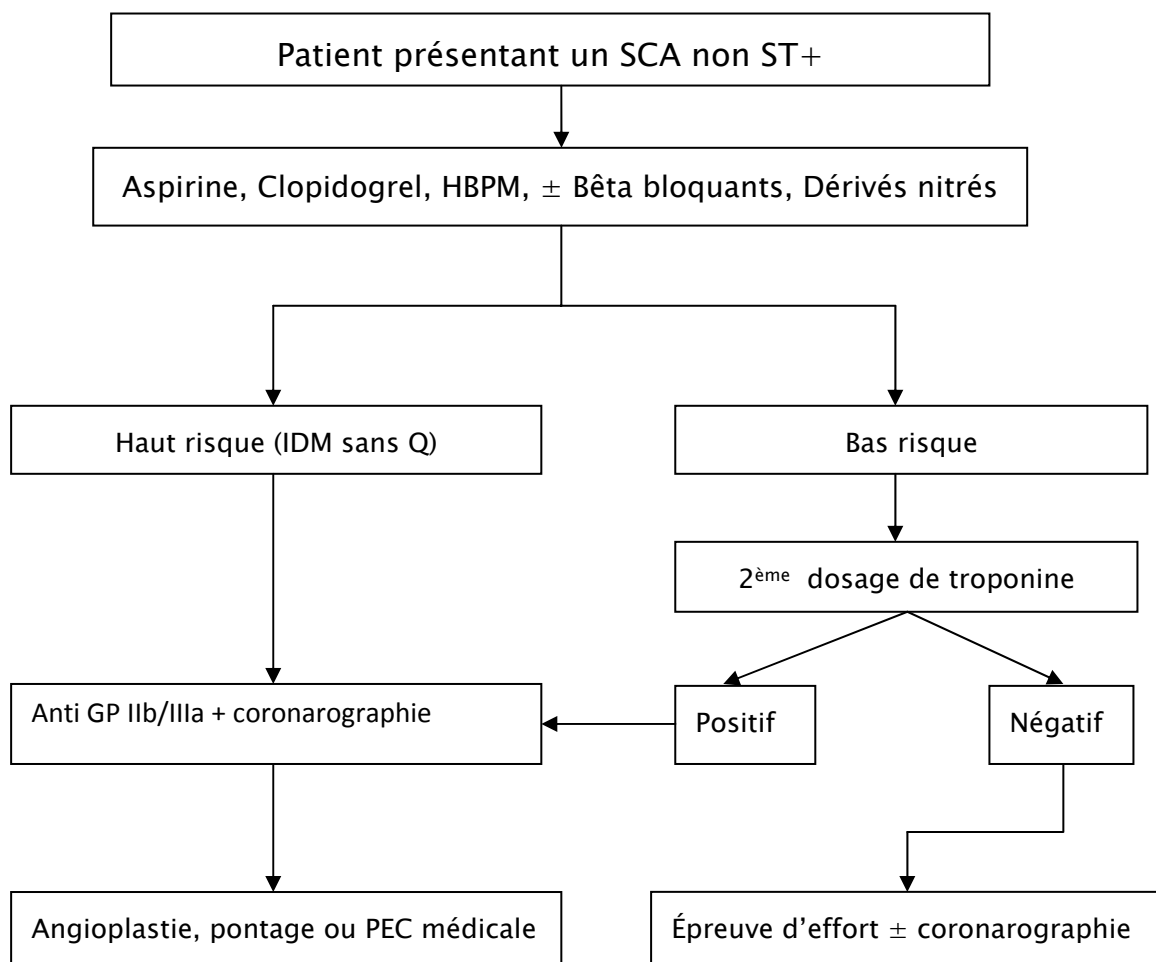 Patient présentant un SCA non ST+
Aspirine, Clopidogrel, HBPM, ± Bêta bloquants, Dérivés nitrés
Haut risque (IDM sans Q)
Bas risque
2ème dosage de troponine
Anti GP IIb/IIIa + coronarographie
Positif
Négatif
Angioplastie, pontage ou PEC médicale
Épreuve d'effort ± coronarographie